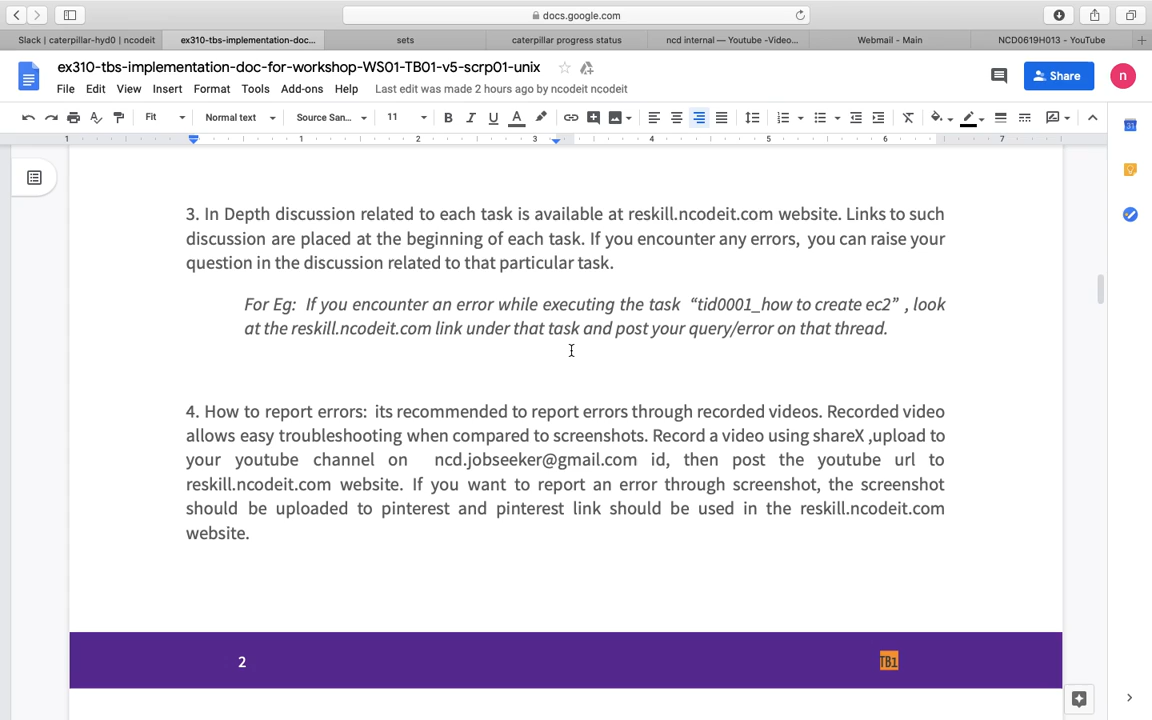 docs.google.com
Slack | caterpillar-hyd0 | ncodeit
ex310-tbs-implementation-doc...
sets
caterpillar progress status
ncd internal — Youtube -Video...
Webmail - Main
NCD0619H013 - YouTube
ex310-tbs-implementation-doc-for-workshop-WS01-TB01-v5-scrp01-unix
File Edit View Insert Format Tools Add-ons Help Last edit was made 2 hours ago by ncodeit ncodeit
Share
n
Fit Normal text Source San... 11 B I U A
1 1 2 3 4 5 6 7
31
3. In Depth discussion related to each task is available at reskill.ncodeit.com website. Links to such
discussion are placed at the beginning of each task. If you encounter any errors, you can raise your
question in the discussion related to that particular task.
For Eg: If you encounter an error while executing the task “tid0001_how to create ec2” , look
at the reskill.ncodeit.com link under that task and post your query/error on that thread.
4. How to report errors: its recommended to report errors through recorded videos. Recorded video
allows easy troubleshooting when compared to screenshots. Record a video using shareX ,upload to
your youtube channel on ncd.jobseeker@gmail.com id, then post the youtube url to
reskill.ncodeit.com website. If you want to report an error through screenshot, the screenshot
should be uploaded to pinterest and pinterest link should be used in the reskill.ncodeit.com
website.
2 TB1